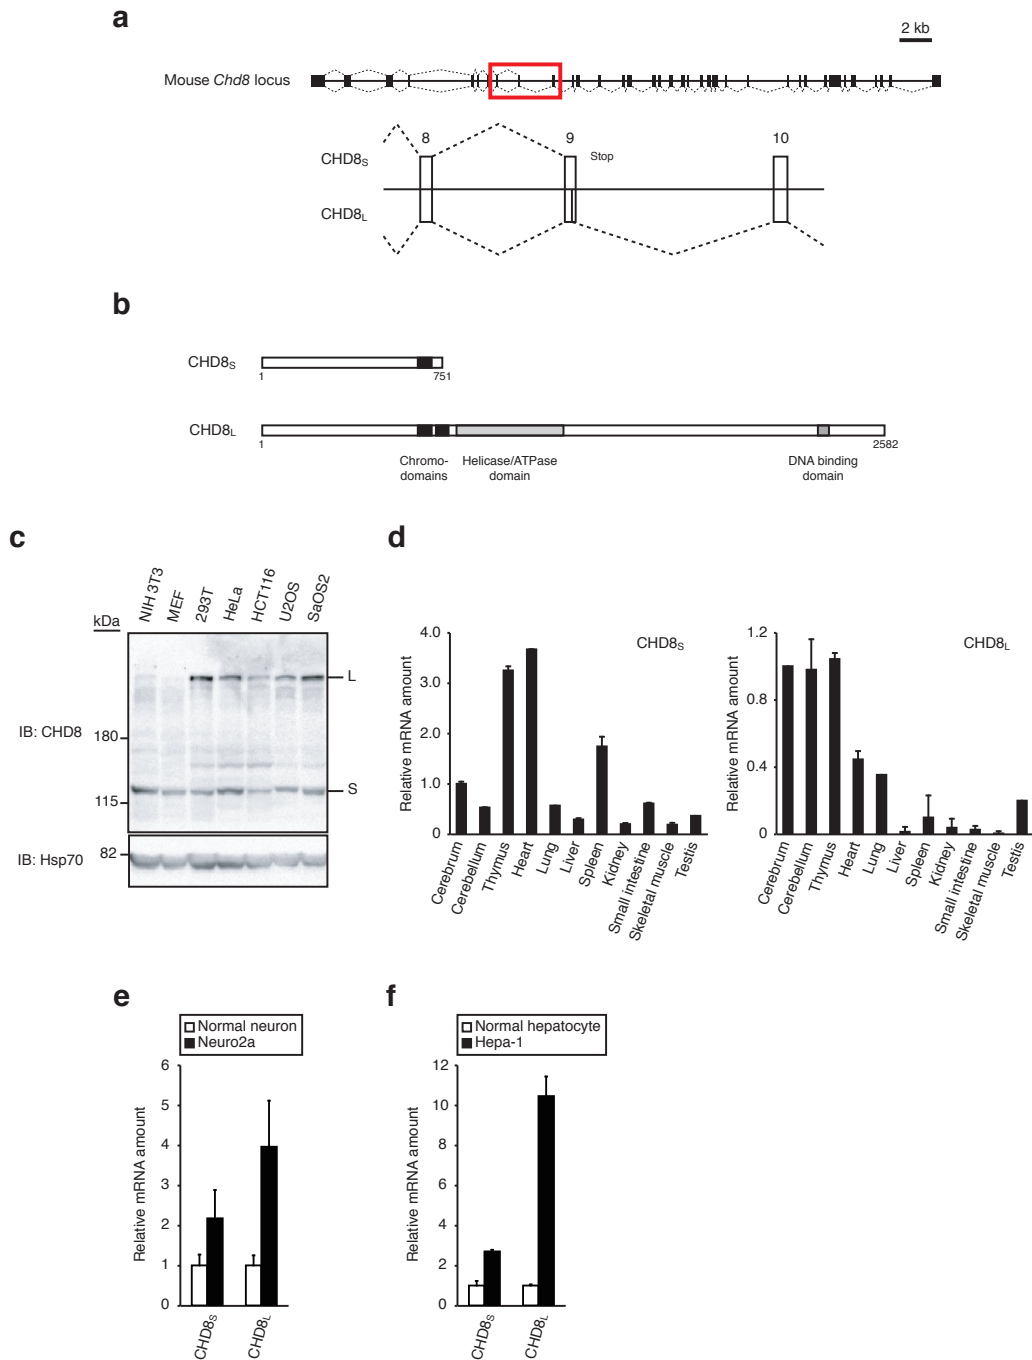 a
2 kb
Mouse Chd8 locus
8 9 10
CHD8S
Stop
CHD8L
b
CHD8S
1 751
CHD8L
1 2582
Chromo-
domains
Helicase/ATPase
domain
DNA binding
domain
c
kDa
NIH 3T3
MEF
293T
HeLa
HCT116
U2OS
SaOS2
L
IB: CHD8
180
S
115
IB: Hsp70
82
d
CHD8S
Relative mRNA amount
4.0
3.0
2.0
1.0
0
Cerebrum
Cerebellum
Thymus
Heart
Lung
Liver
Spleen
Kidney
Small intestine
Skeletal muscle
Testis
CHD8L
Relative mRNA amount
1.2
0.8
0.4
0
Cerebrum
Cerebellum
Thymus
Heart
Lung
Liver
Spleen
Kidney
Small intestine
Skeletal muscle
Testis
e
Normal neuron
Neuro2a
Relative mRNA amount
6
5
4
3
2
1
0
CHD8S
CHD8L
f
Normal hepatocyte
Hepa-1
Relative mRNA amount
12
10
8
6
4
2
0
CHD8S
CHD8L